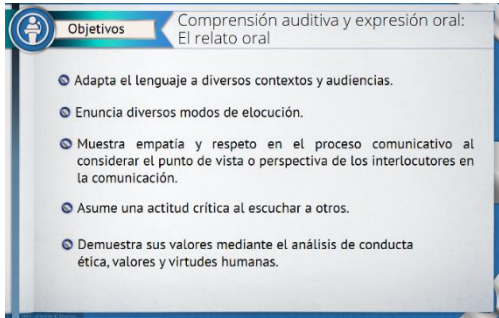 Objetivos
Comprensión auditiva y expresión oral:
El relato oral
Adapta el lenguaje a diversos contextos y audiencias.
Enuncia diversos modos de elocución.
Muestra empatía y respeto en el proceso comunicativo al
considerar el punto de vista o perspectiva de los interlocutores en
la comunicación.
Asume una actitud crítica al escuchar a otros.
Demuestra sus valores mediante el análisis de conducta
ética, valores y virtudes humanas.